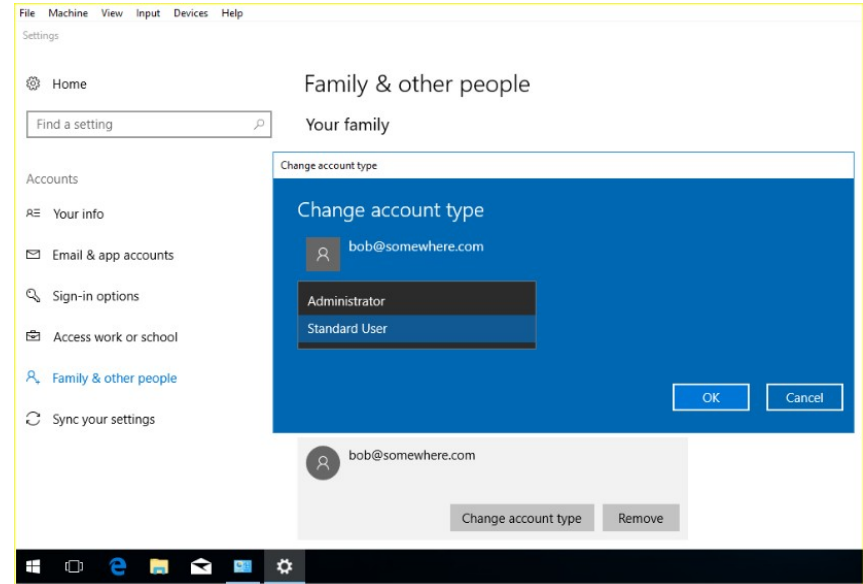 File Machine View Input Devices Help
Settings
Home
Find a setting
Accounts
Your info
Email & app accounts
Sign-in options
Access work or school
Family & other people
Sync your settings
Family & other people
Your family
Change account type
Change account type
bob@somewhere.com
Administrator
Standard User
OK Cancel
bob@somewhere.com
Change account type Remove